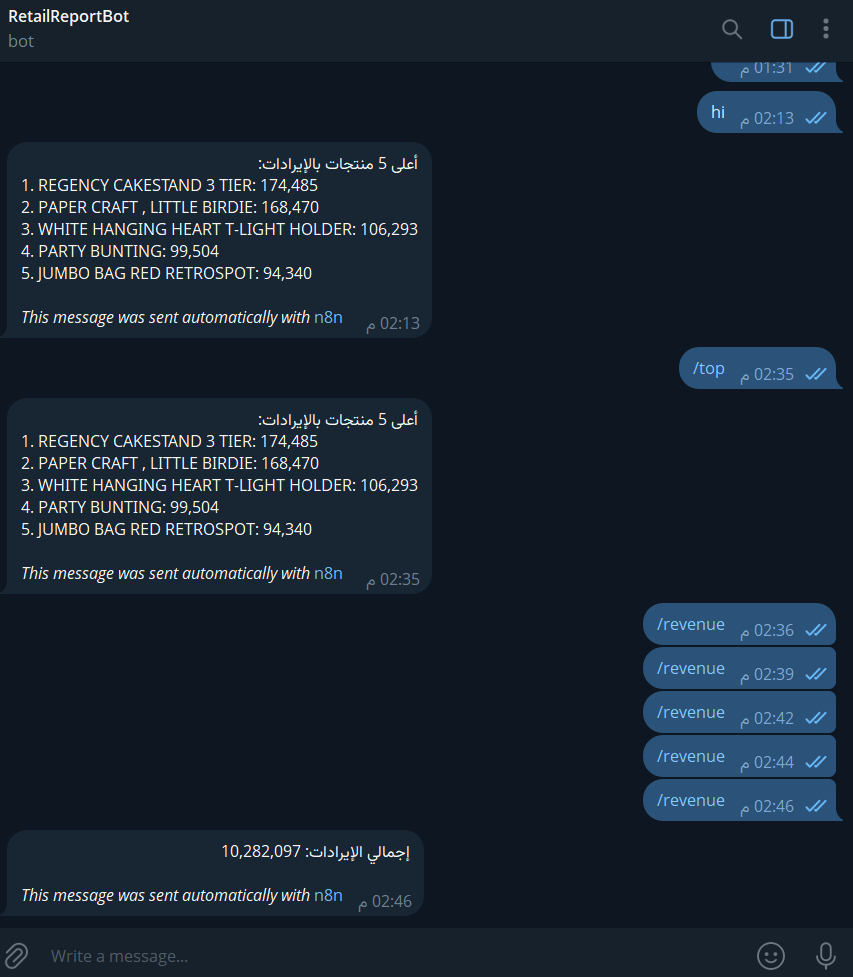 RetailReportBot
bot
01:31 م
hi
02:13 م
أعلى 5 منتجات بالإيرادات:
1. REGENCY CAKESTAND 3 TIER: 174,485
2. PAPER CRAFT , LITTLE BIRDIE: 168,470
3. WHITE HANGING HEART T-LIGHT HOLDER: 106,293
4. PARTY BUNTING: 99,504
5. JUMBO BAG RED RETROSPOT: 94,340
This message was sent automatically with n8n
02:13 م
/top
02:35 م
أعلى 5 منتجات بالإيرادات:
1. REGENCY CAKESTAND 3 TIER: 174,485
2. PAPER CRAFT , LITTLE BIRDIE: 168,470
3. WHITE HANGING HEART T-LIGHT HOLDER: 106,293
4. PARTY BUNTING: 99,504
5. JUMBO BAG RED RETROSPOT: 94,340
This message was sent automatically with n8n
02:35 م
/revenue
02:36 م
/revenue
02:39 م
/revenue
02:42 م
/revenue
02:44 م
/revenue
02:46 م
إجمالي الإيرادات: 10,282,097
This message was sent automatically with n8n
02:46 م
Write a message...